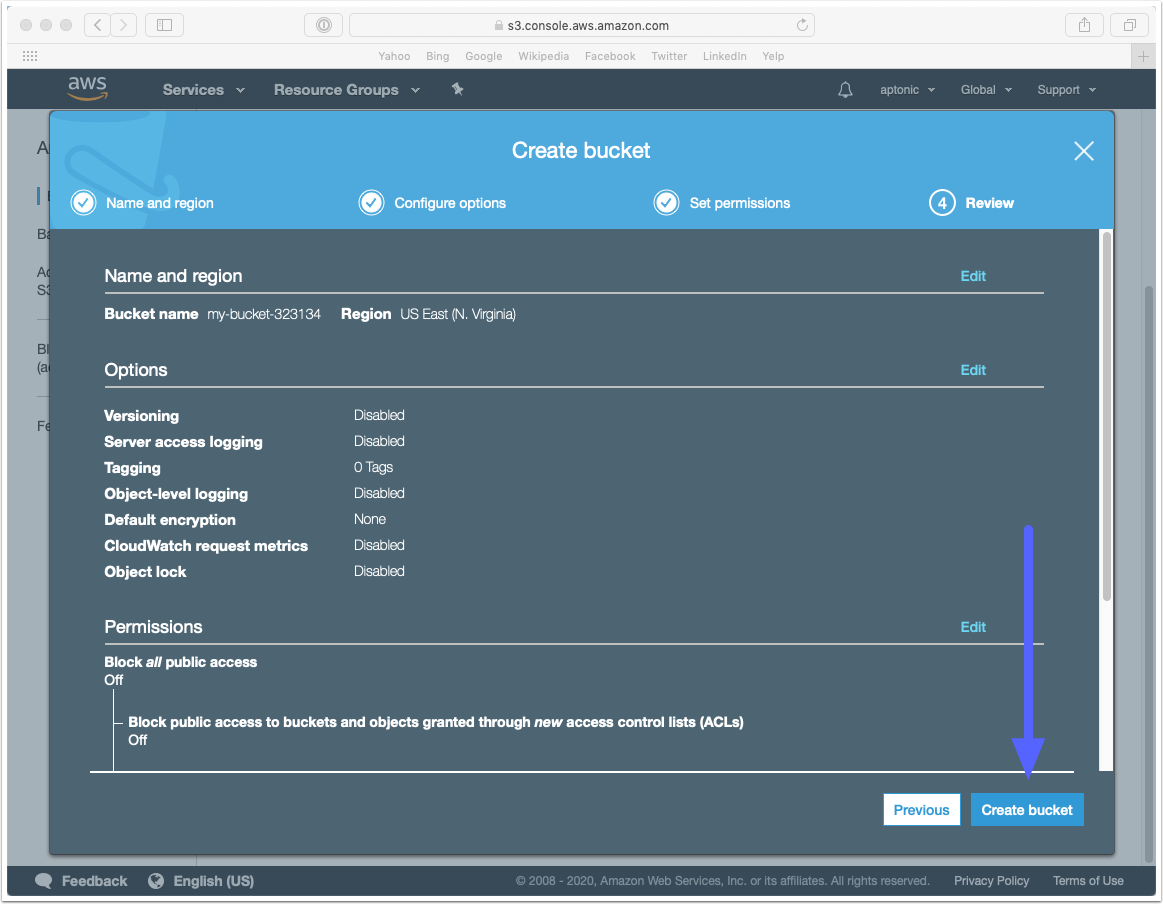 s3.console.aws.amazon.com
Yahoo Bing Google Wikipedia Facebook Twitter LinkedIn Yelp
aws Services Resource Groups aptonic Global Support
Create bucket
Name and region Configure options Set permissions 4 Review
Name and region Edit
Bucket name my-bucket-323134 Region US East (N. Virginia)
Options Edit
Versioning Disabled
Server access logging Disabled
Tagging 0 Tags
Object-level logging Disabled
Default encryption None
CloudWatch request metrics Disabled
Object lock Disabled
Permissions Edit
Block all public access
Off
Block public access to buckets and objects granted through new access control lists (ACLs)
Off
Previous Create bucket
Feedback English (US) © 2008 - 2020, Amazon Web Services, Inc. or its affiliates. All rights reserved. Privacy Policy Terms of Use